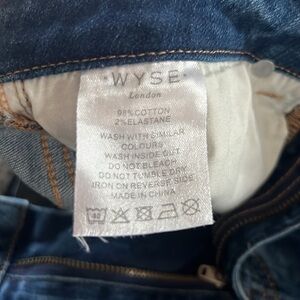 ·WYSE·
London
98% COTTON
2% ELASTANE
WASH WITH SIMILAR
COLOURS
WASH INSIDE OUT
DO NOT BLEACH
DO NOT TUMBLE DRY
IRON ON REVERSE SIDE
MADE IN CHINA